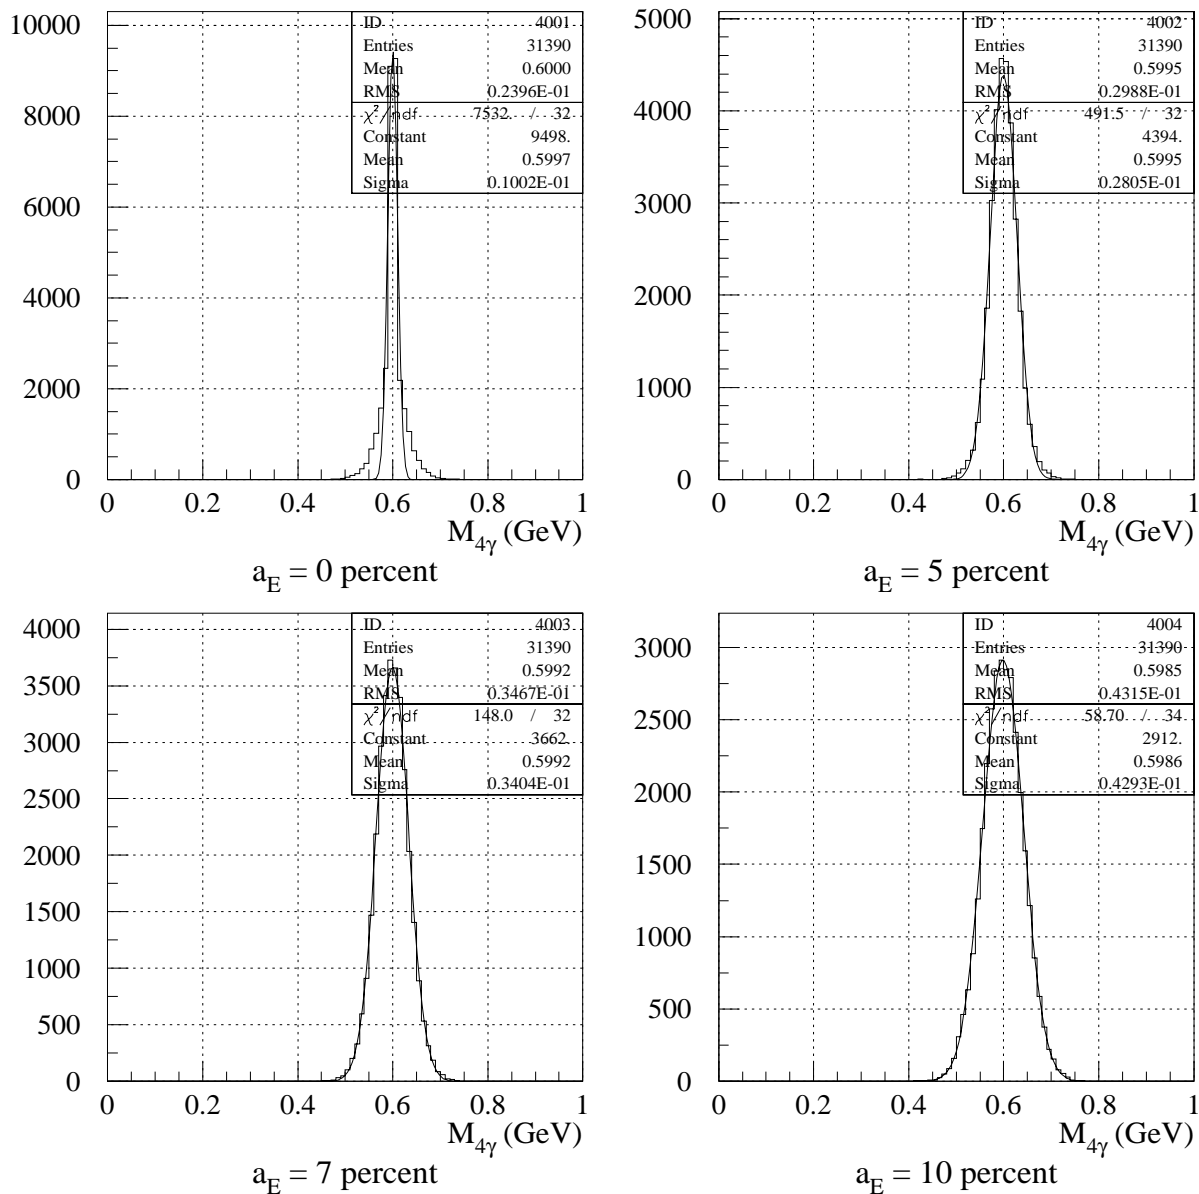 ID 4001
Entries 31390
Mean 0.6000
RMS 0.2396E-01
χ²/ndf 7532. / 32
Constant 9498.
Mean 0.5997
Sigma 0.1002E-01
10000
8000
6000
4000
2000
0
0 0.2 0.4 0.6 0.8 1
M4γ (GeV)
aE = 0 percent
ID 4002
Entries 31390
Mean 0.5995
RMS 0.2988E-01
χ²/ndf 491.5 / 32
Constant 4394.
Mean 0.5995
Sigma 0.2805E-01
5000
4000
3000
2000
1000
0
0 0.2 0.4 0.6 0.8 1
M4γ (GeV)
aE = 5 percent
ID 4003
Entries 31390
Mean 0.5992
RMS 0.3467E-01
χ²/ndf 148.0 / 32
Constant 3662.
Mean 0.5992
Sigma 0.3404E-01
4000
3500
3000
2500
2000
1500
1000
500
0
0 0.2 0.4 0.6 0.8 1
M4γ (GeV)
aE = 7 percent
ID 4004
Entries 31390
Mean 0.5985
RMS 0.4315E-01
χ²/ndf 58.70 / 34
Constant 2912.
Mean 0.5986
Sigma 0.4293E-01
3000
2500
2000
1500
1000
500
0
0 0.2 0.4 0.6 0.8 1
M4γ (GeV)
aE = 10 percent